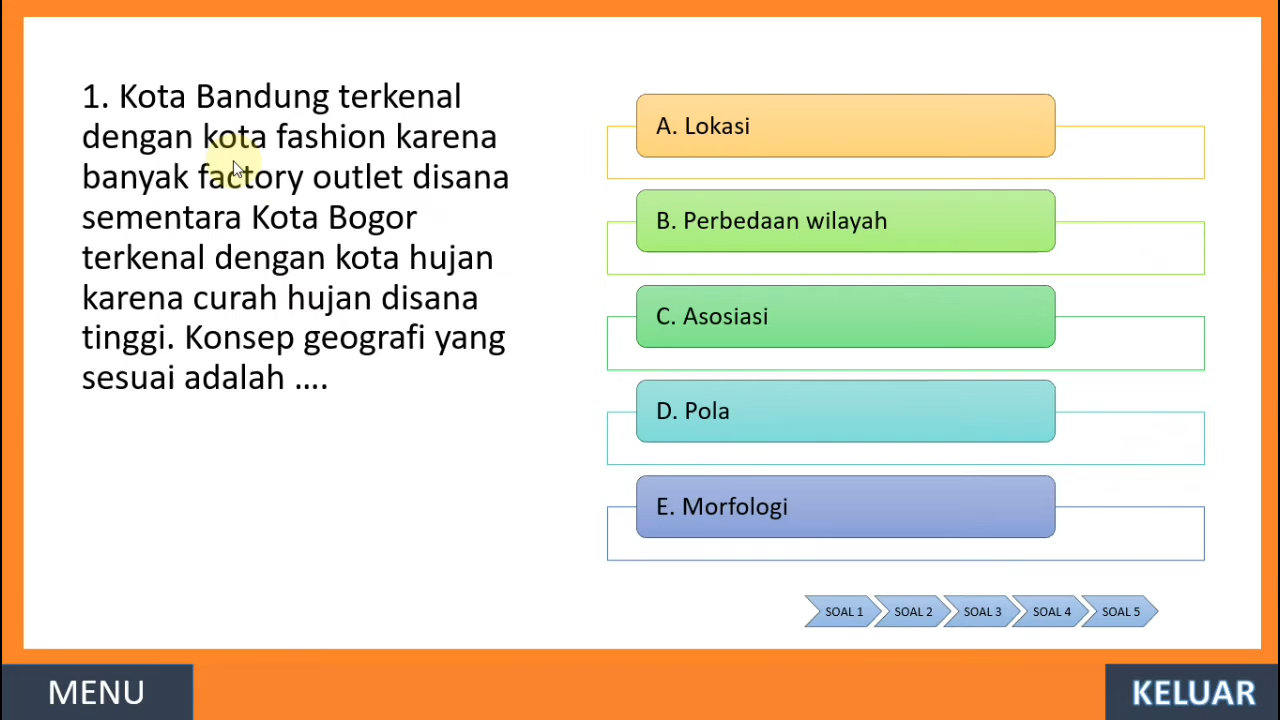 1. Kota Bandung terkenal
dengan kota fashion karena
banyak factory outlet disana
sementara Kota Bogor
terkenal dengan kota hujan
karena curah hujan disana
tinggi. Konsep geografi yang
sesuai adalah ....
A. Lokasi
B. Perbedaan wilayah
C. Asosiasi
D. Pola
E. Morfologi
SOAL 1 SOAL 2 SOAL 3 SOAL 4 SOAL 5
MENU
KELUAR